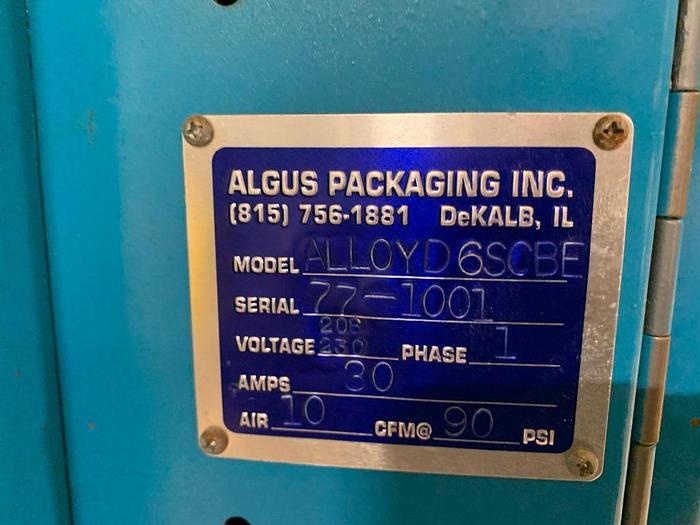 ALGUS PACKAGING INC.
(815) 756-1881 DeKALB, IL
MODEL ALLOYD 6SCBE
SERIAL 77-1001
208
VOLTAGE 230 PHASE 1
AMPS 30
AIR 10 CFM@ 90 PSI